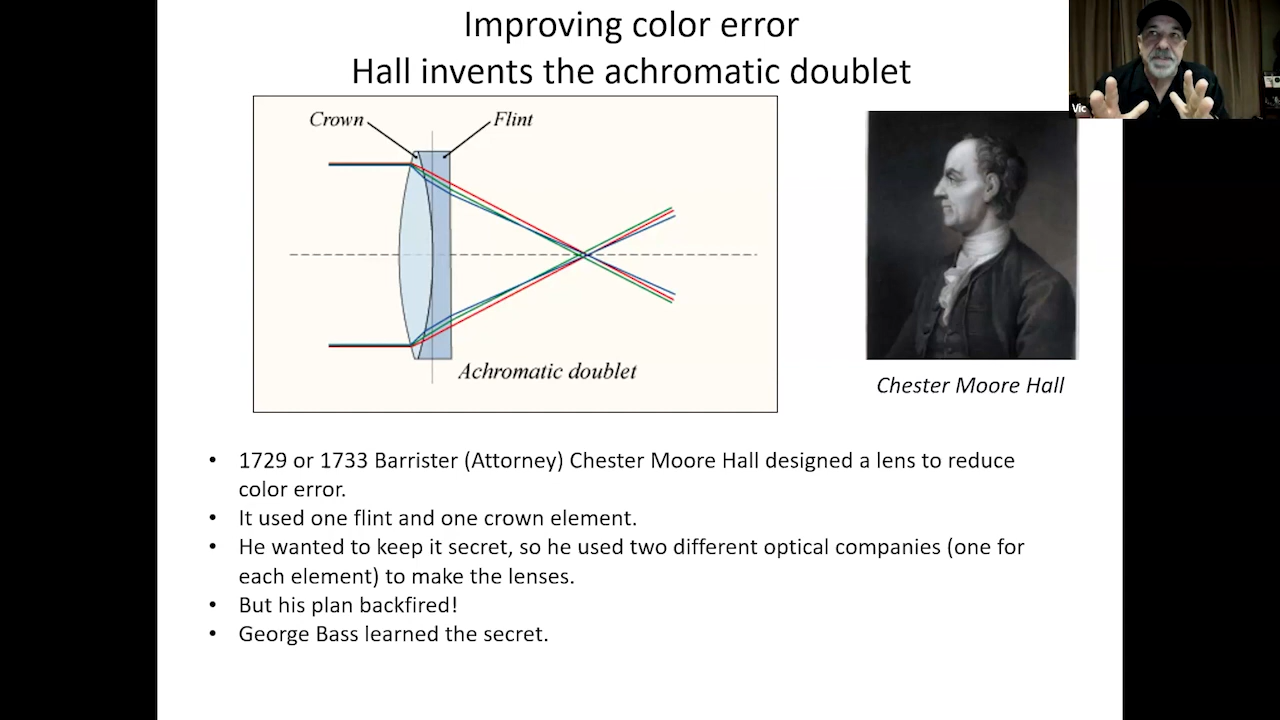 Improving color error
Hall invents the achromatic doublet
Vic
Crown
Flint
Achromatic doublet
Chester Moore Hall
• 1729 or 1733 Barrister (Attorney) Chester Moore Hall designed a lens to reduce
color error.
• It used one flint and one crown element.
• He wanted to keep it secret, so he used two different optical companies (one for
each element) to make the lenses.
• But his plan backfired!
• George Bass learned the secret.